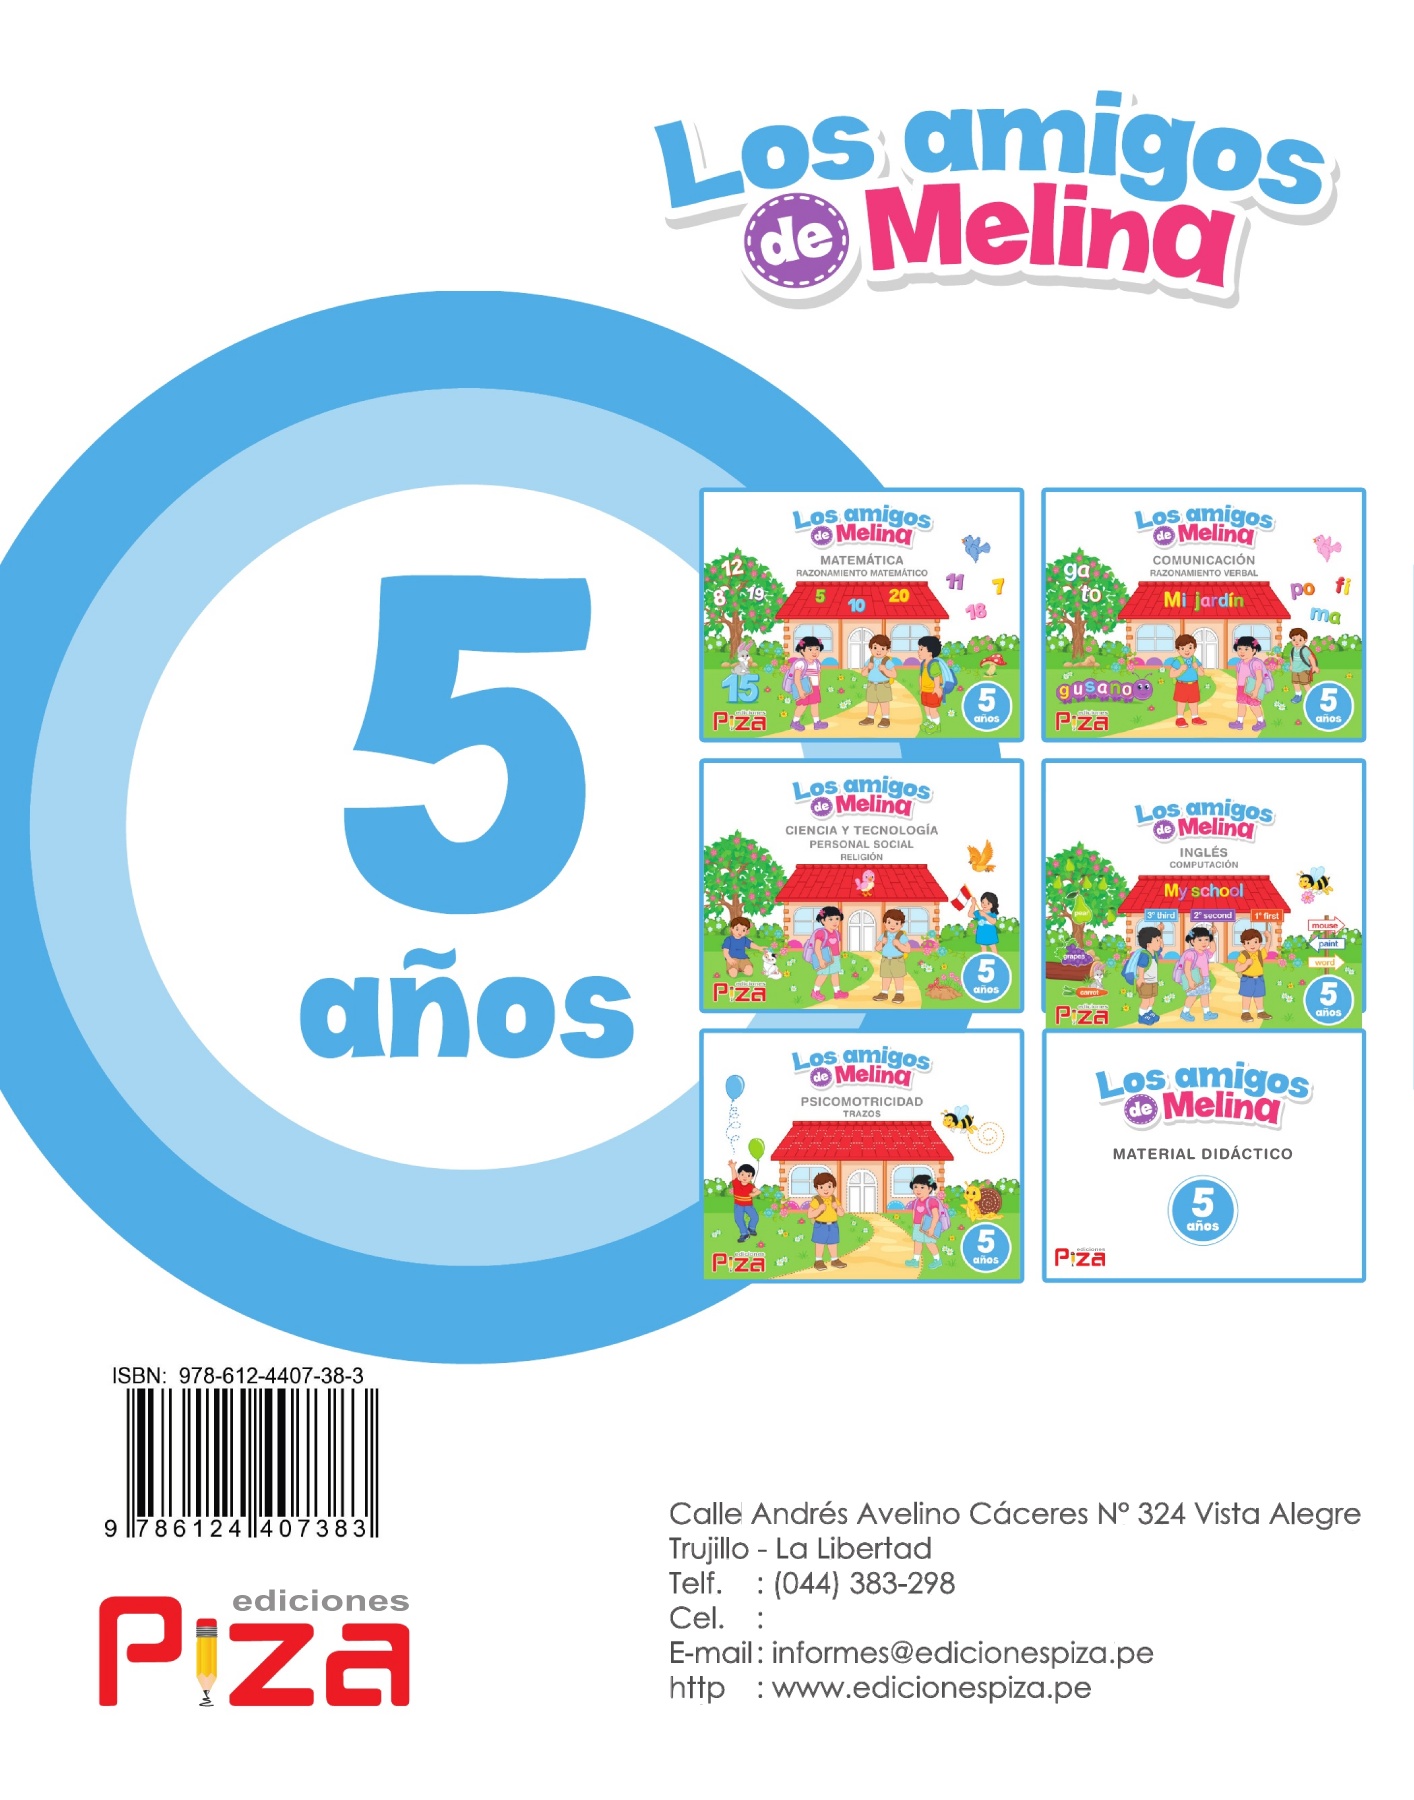 Los amigos
de Melina
5
años
Los amigos
de Melina
MATEMÁTICA
RAZONAMIENTO MATEMÁTICO
12
8
19
5
10
20
11
7
18
15
ediciones
Piza
5
años
Los amigos
de Melina
COMUNICACIÓN
RAZONAMIENTO VERBAL
ga
to
Mi jardín
po
fi
ma
gusano
ediciones
Piza
5
años
Los amigos
de Melina
CIENCIA Y TECNOLOGÍA
PERSONAL SOCIAL
RELIGIÓN
ediciones
Piza
5
años
Los amigos
de Melina
INGLÉS
COMPUTACIÓN
My school
3° third
2° second
1° first
pear
grapes
carrot
mouse
paint
word
ediciones
Piza
5
años
Los amigos
de Melina
PSICOMOTRICIDAD
TRAZOS
ediciones
Piza
5
años
Los amigos
de Melina
MATERIAL DIDÁCTICO
5
años
ediciones
Piza
ISBN: 978-612-4407-38-3
9 786124 407383
ediciones
Piza
Calle Andrés Avelino Cáceres N° 324 Vista Alegre
Trujillo - La Libertad
Telf. : (044) 383-298
Cel. :
E-mail : informes@edicionespiza.pe
http : www.edicionespiza.pe